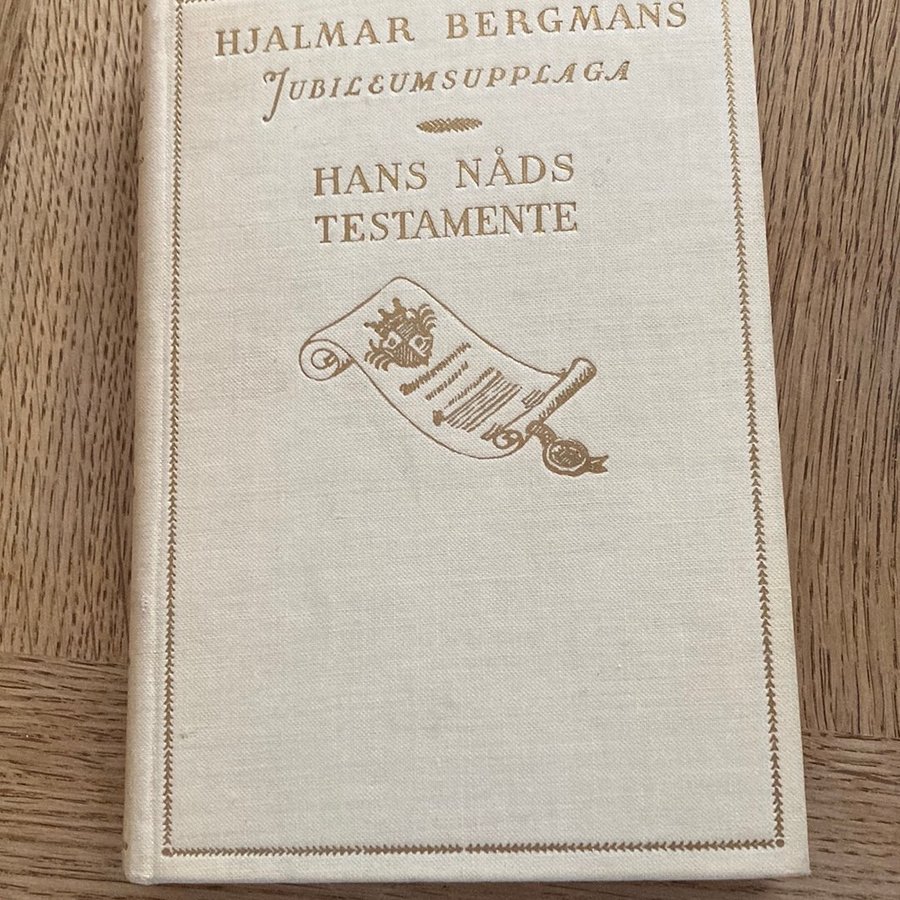 HJALMAR BERGMANS
JUBILEUMSUPPLAGA
HANS NÅDS
TESTAMENTE